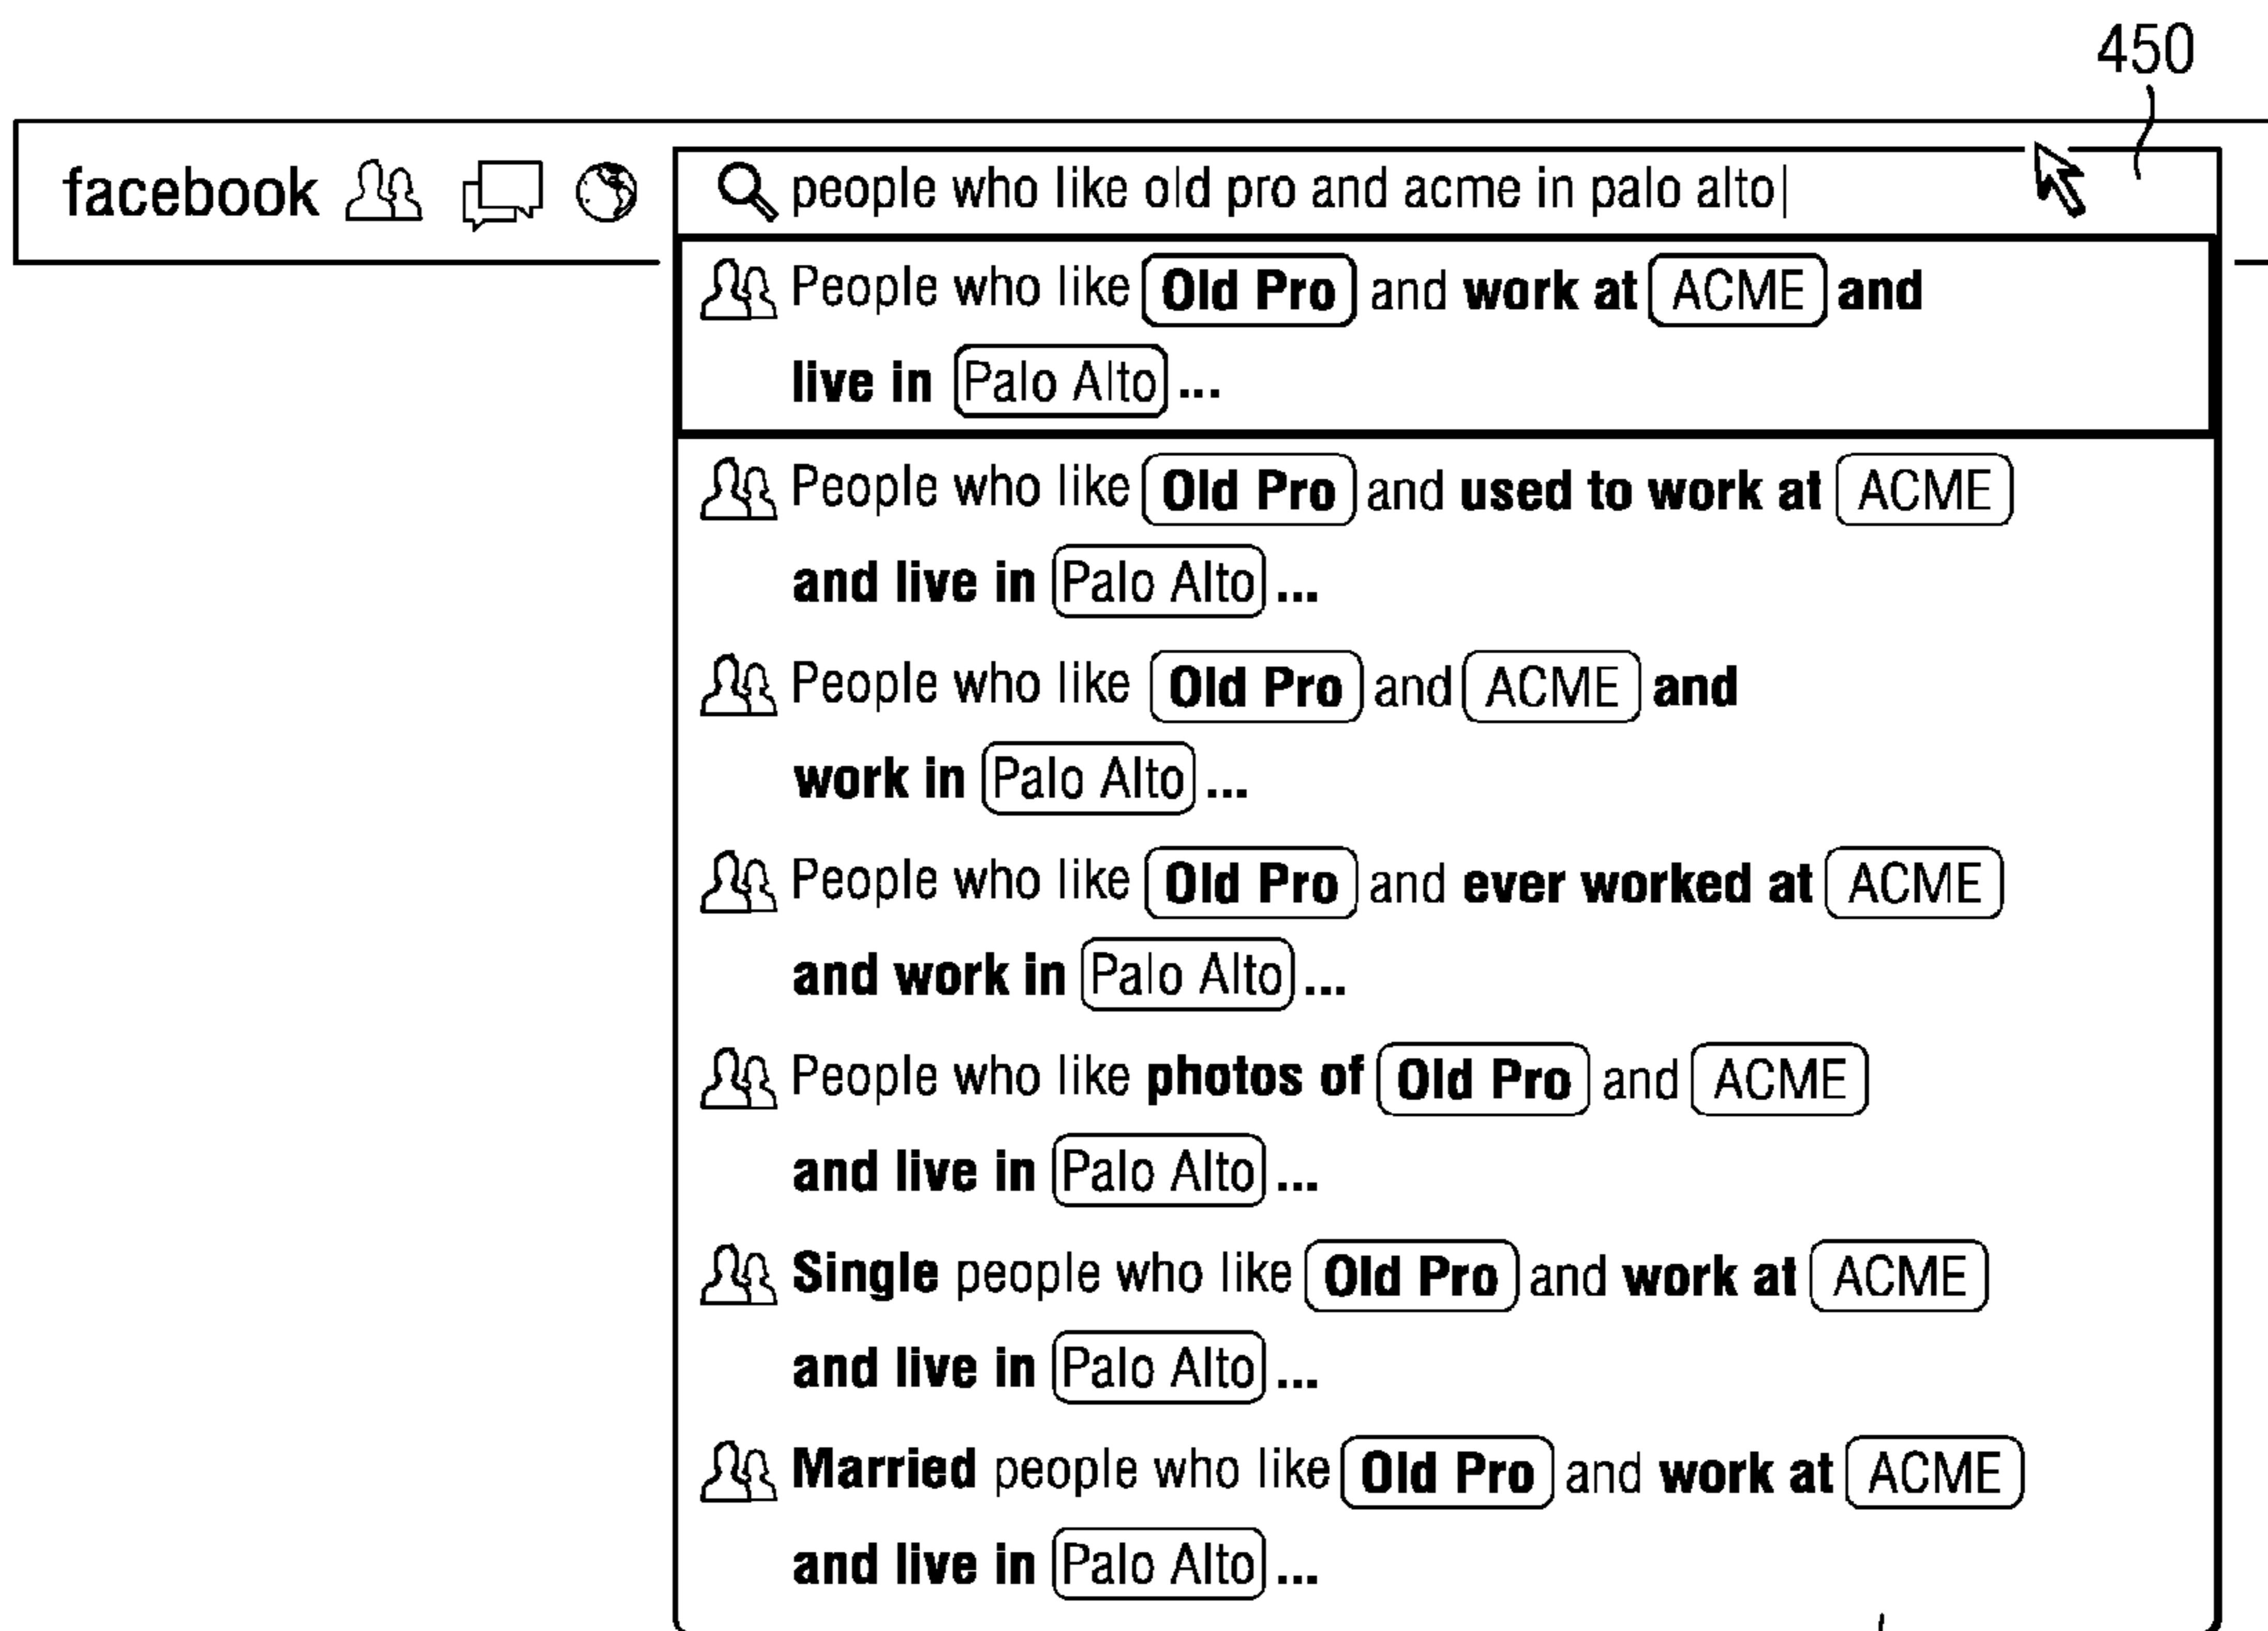 450
facebook people who like old pro and acme in palo alto
People who like Old Pro and work at ACME and
live in Palo Alto ...
People who like Old Pro and used to work at ACME
and live in Palo Alto ...
People who like Old Pro and ACME and
work in Palo Alto ...
People who like Old Pro and ever worked at ACME
and work in Palo Alto ...
People who like photos of Old Pro and ACME
and live in Palo Alto ...
Single people who like Old Pro and work at ACME
and live in Palo Alto ...
Married people who like Old Pro and work at ACME
and live in Palo Alto ...